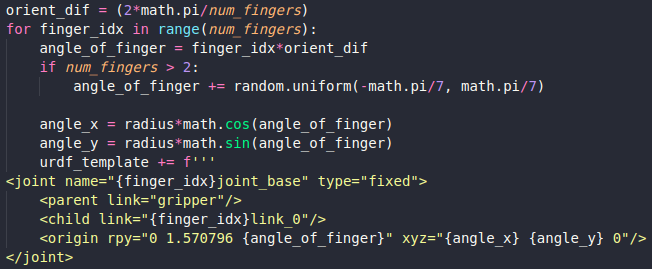 orient_dif = (2*math.pi/num_fingers)
for finger_idx in range(num_fingers):
    angle_of_finger = finger_idx*orient_dif
    if num_fingers > 2:
        angle_of_finger += random.uniform(-math.pi/7, math.pi/7)

    angle_x = radius*math.cos(angle_of_finger)
    angle_y = radius*math.sin(angle_of_finger)
    urdf_template += f'''
<joint name="{finger_idx}joint_base" type="fixed">
    <parent link="gripper"/>
    <child link="{finger_idx}link_0"/>
    <origin rpy="0 1.570796 {angle_of_finger}" xyz="{angle_x} {angle_y} 0"/>
</joint>